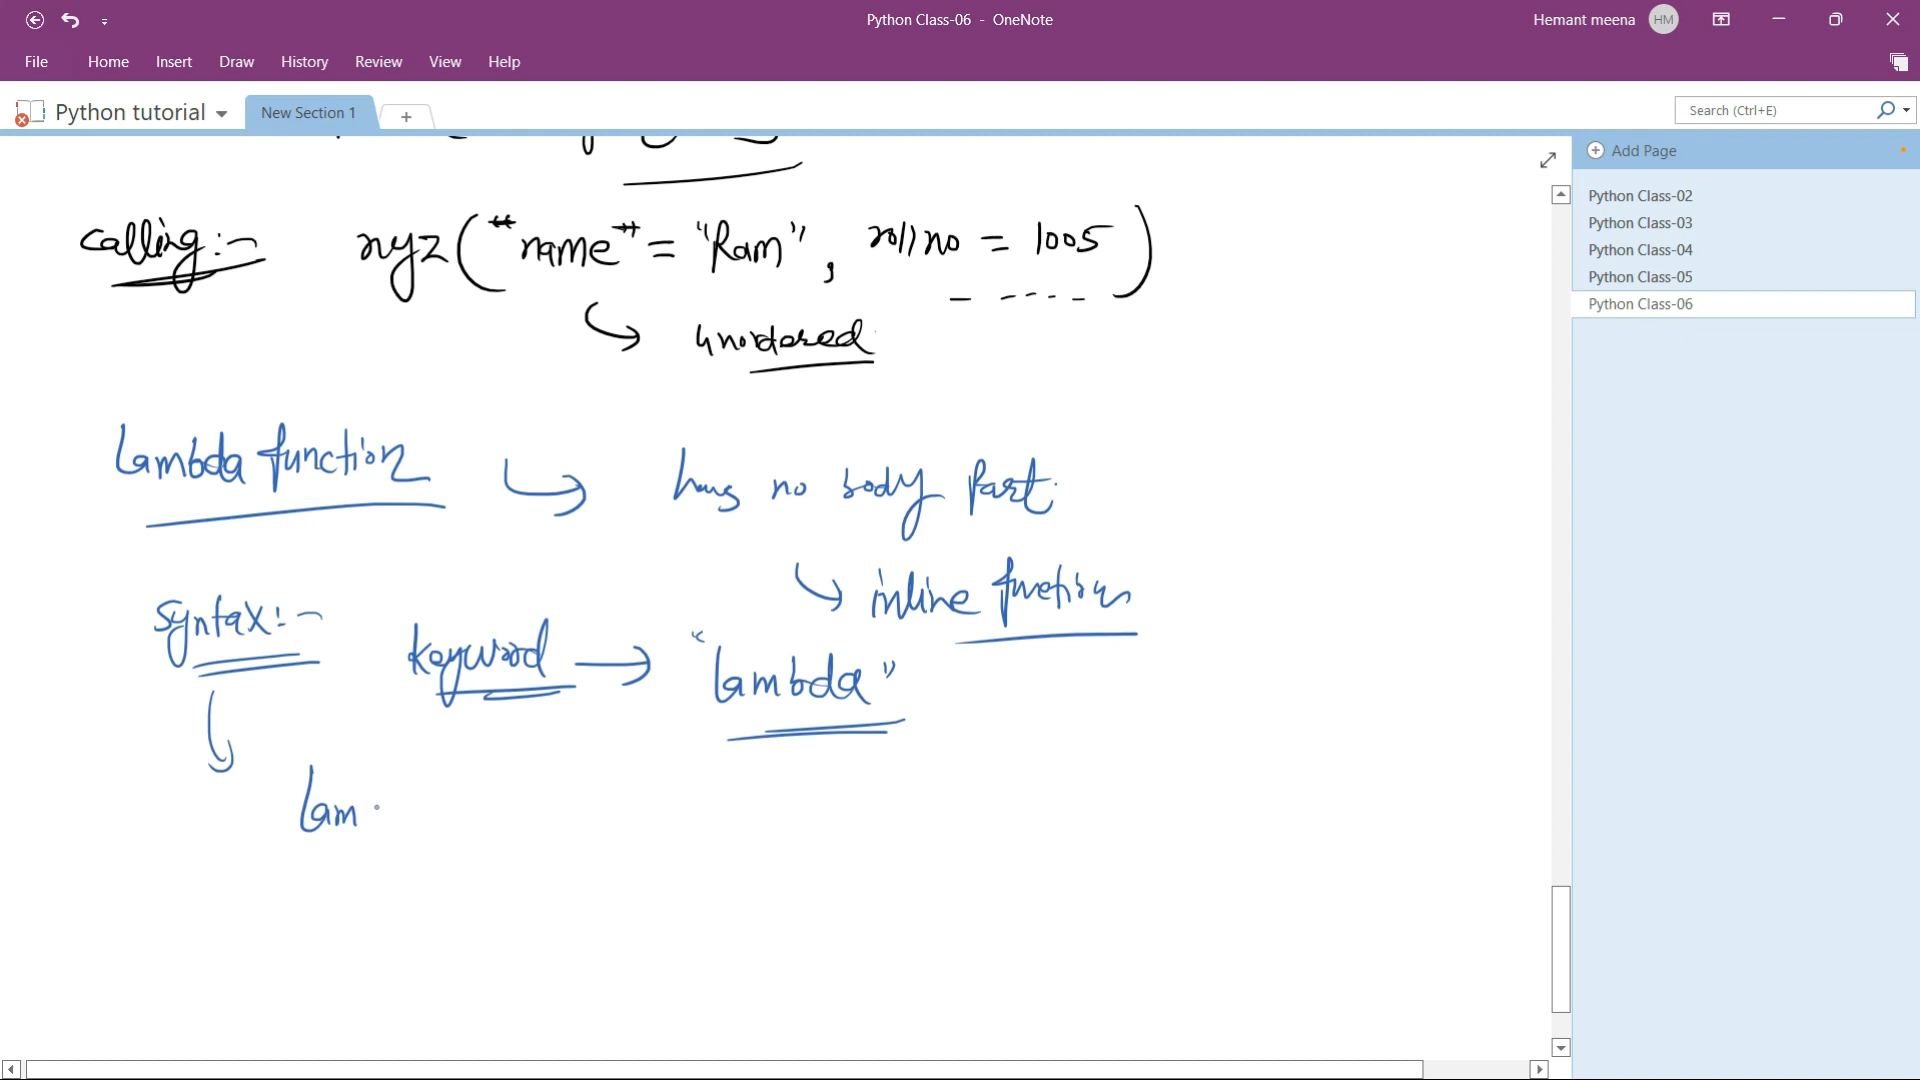 Python Class-06 - OneNote
Hemant meena HM
File Home Insert Draw History Review View Help
Python tutorial New Section 1 +
Search (Ctrl+E)
Add Page
Python Class-02
Python Class-03
Python Class-04
Python Class-05
Python Class-06
calling:- xyz( name = "Ram", roll no = 1005 )
unordered
Lambda function has no body part
inline function
syntax:- keyword → "lambda"
Lam